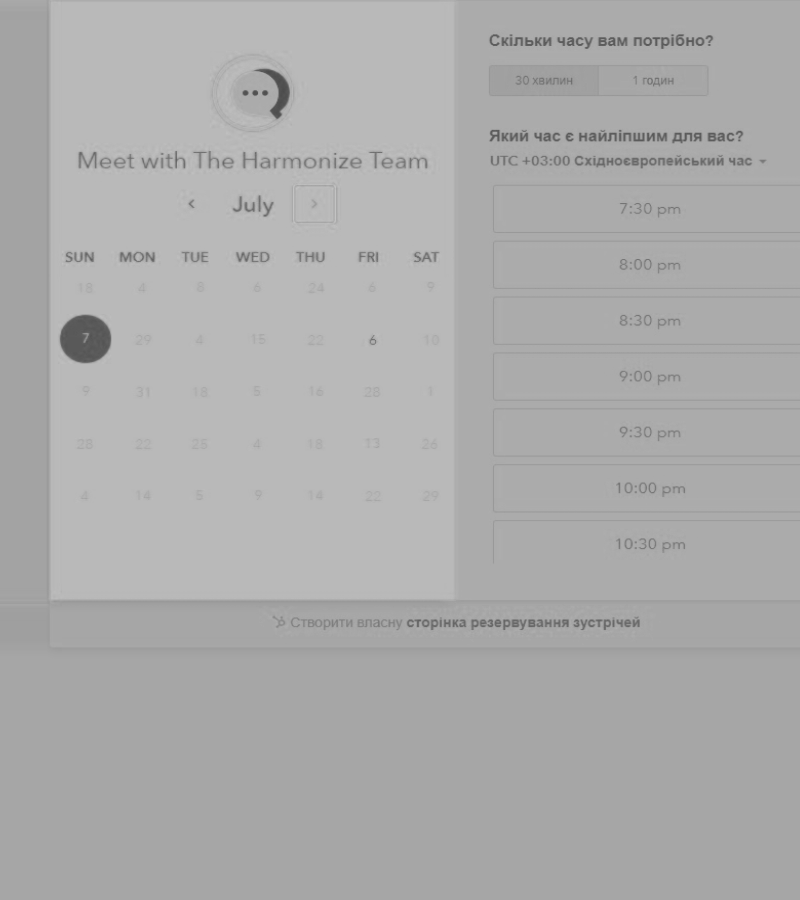 Meet with The Harmonize Team
July
SUN MON TUE WED THU FRI SAT
18 4 8 6 24 6 9
7 29 4 15 22 6 10
9 31 18 5 16 28 1
28 22 28 4 18 13 26
4 14 5 9 14 22 29
Скільки часу вам потрібно?
30 хвилин 1 годин
Який час є найліпшим для вас?
UTC +03:00 Східноєвропейський час
7:30 pm
8:00 pm
8:30 pm
9:00 pm
9:30 pm
10:00 pm
10:30 pm
Створити власну сторінка резервування зустрічей